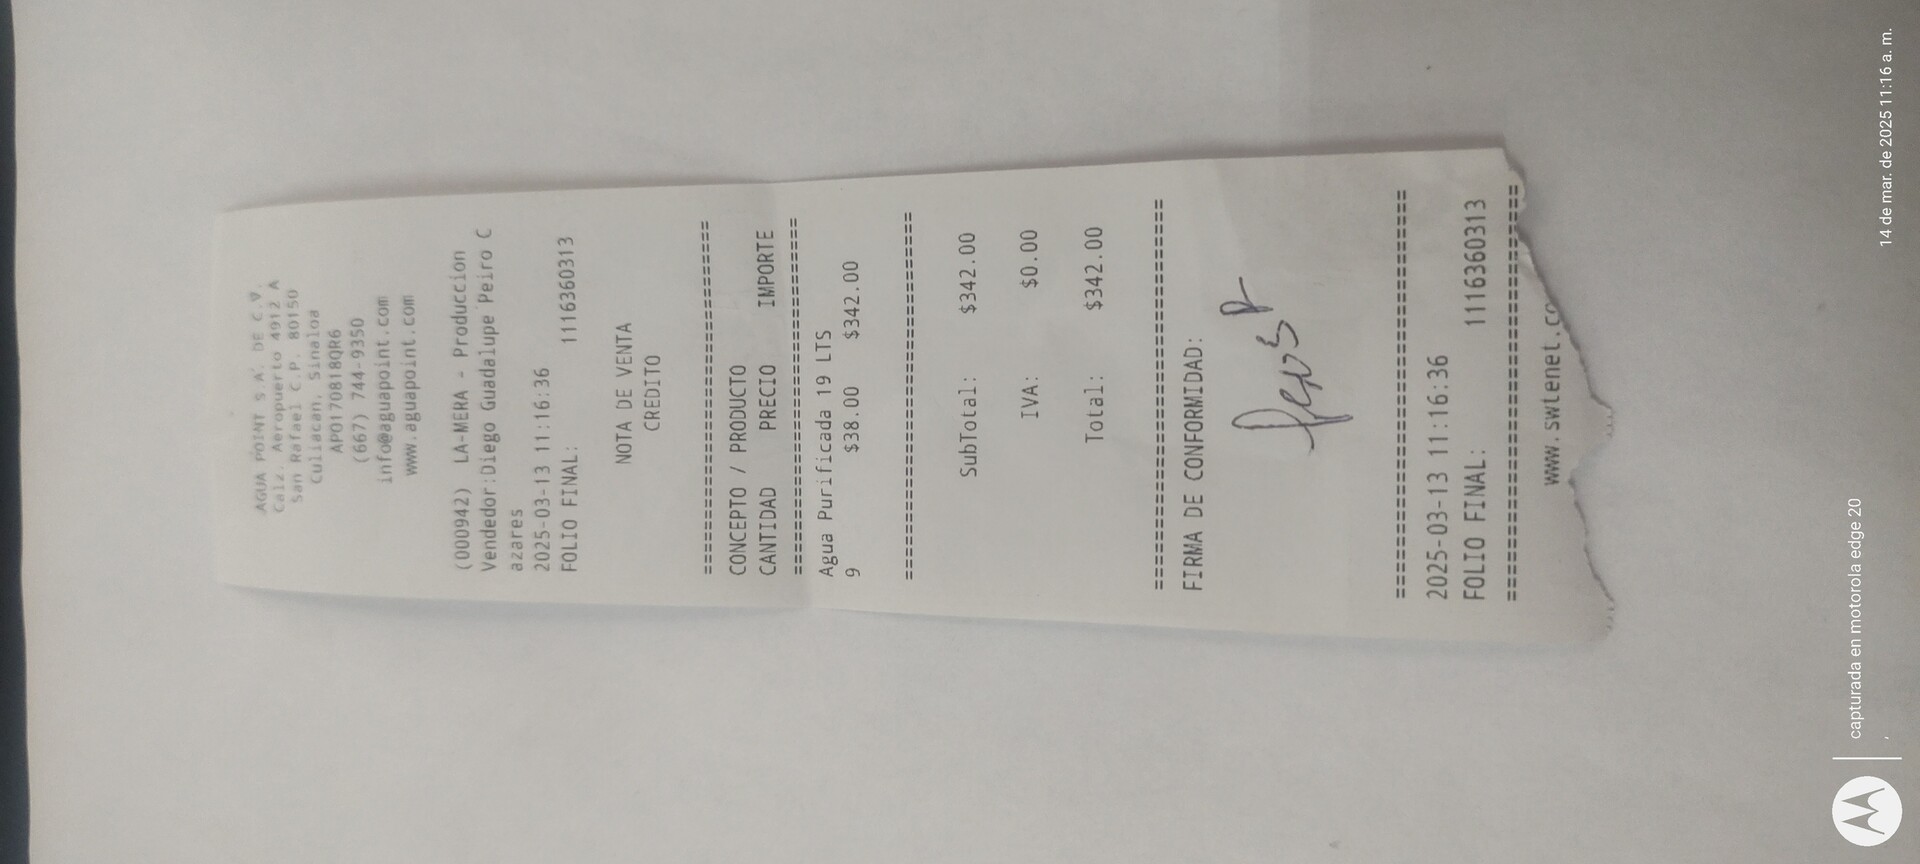 AGUA POINT S.A. DE C.V.
Calz. Aeropuerto 4912 A
San Rafael C.P. 80150
Culiacan, Sinaloa
APO170818QR6
(667) 744-9350
info@aguapoint.com
www.aguapoint.com
(000942) LA-MERA - Produccion
Vendedor:Diego Guadalupe Peiro C
azares
2025-03-13 11:16:36
FOLIO FINAL: 1116360313
NOTA DE VENTA
CREDITO
================================
CONCEPTO / PRODUCTO
CANTIDAD PRECIO IMPORTE
================================
Agua Purificada 19 LTS
9 $38.00 $342.00
================================
SubTotal: $342.00
IVA: $0.00
Total: $342.00
================================
FIRMA DE CONFORMIDAD:
================================
2025-03-13 11:16:36
FOLIO FINAL: 1116360313
================================
www.swtenet.co
capturada en motorola edge 20
14 de mar. de 2025 11:16 a. m.